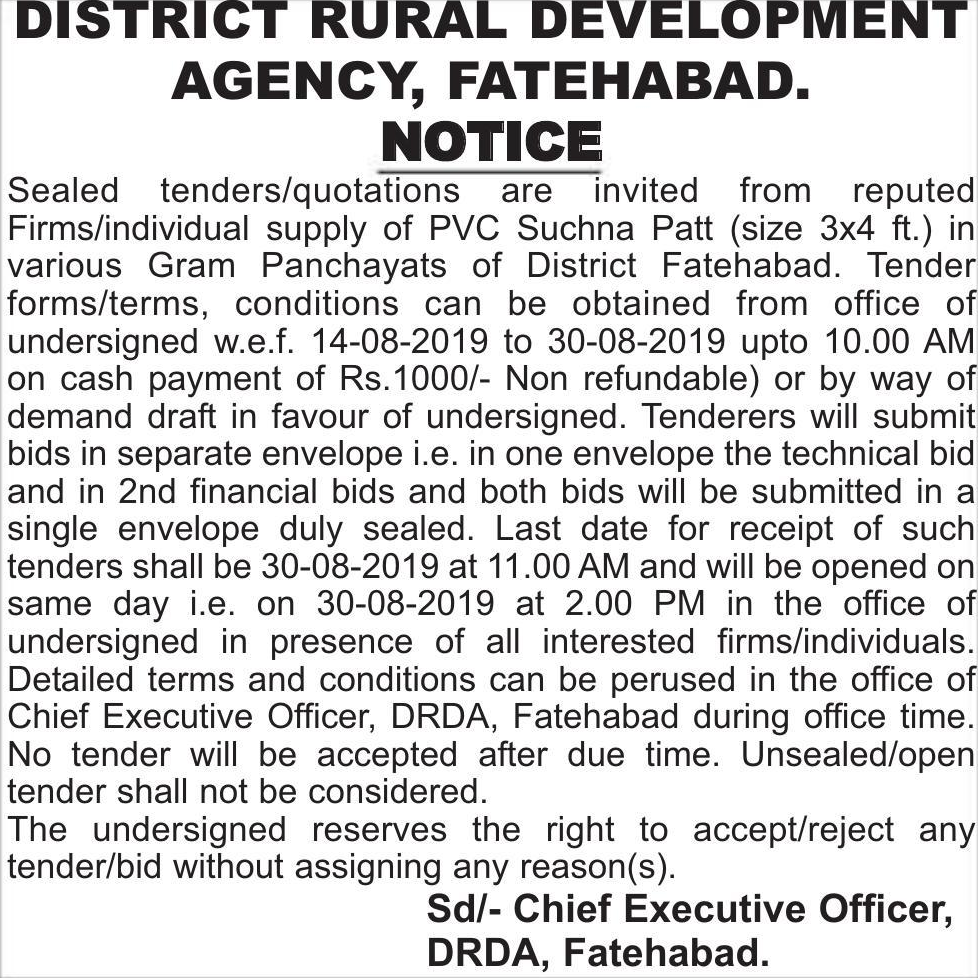 DISTRICT RURAL DEVELOPMENT
AGENCY, FATEHABAD.
NOTICE
Sealed tenders/quotations are invited from reputed
Firms/individual supply of PVC Suchna Patt (size 3x4 ft.) in
various Gram Panchayats of District Fatehabad. Tender
forms/terms, conditions can be obtained from office of
undersigned w.e.f. 14-08-2019 to 30-08-2019 upto 10.00 AM
on cash payment of Rs.1000/- Non refundable) or by way of
demand draft in favour of undersigned. Tenderers will submit
bids in separate envelope i.e. in one envelope the technical bid
and in 2nd financial bids and both bids will be submitted in a
single envelope duly sealed. Last date for receipt of such
tenders shall be 30-08-2019 at 11.00 AM and will be opened on
same day i.e. on 30-08-2019 at 2.00 PM in the office of
undersigned in presence of all interested firms/individuals.
Detailed terms and conditions can be perused in the office of
Chief Executive Officer, DRDA, Fatehabad during office time.
No tender will be accepted after due time. Unsealed/open
tender shall not be considered.
The undersigned reserves the right to accept/reject any
tender/bid without assigning any reason(s).
Sd/- Chief Executive Officer,
DRDA, Fatehabad.